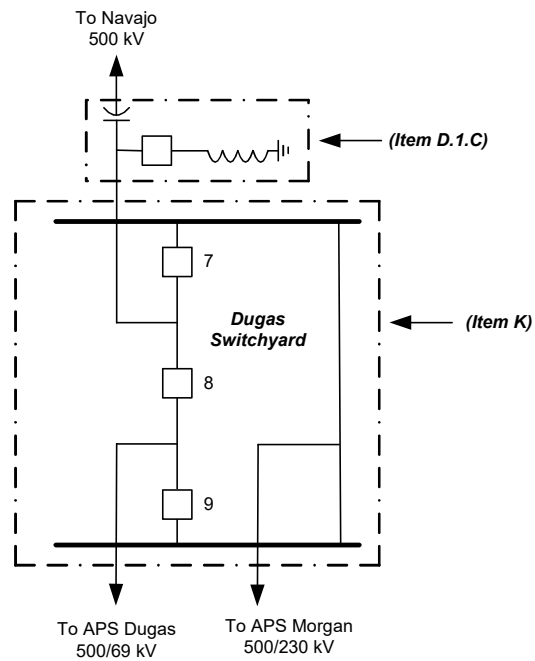 To Navajo
500 kV
(Item D.1.C)
7
Dugas
Switchyard
(Item K)
8
9
To APS Dugas
500/69 kV
To APS Morgan
500/230 kV